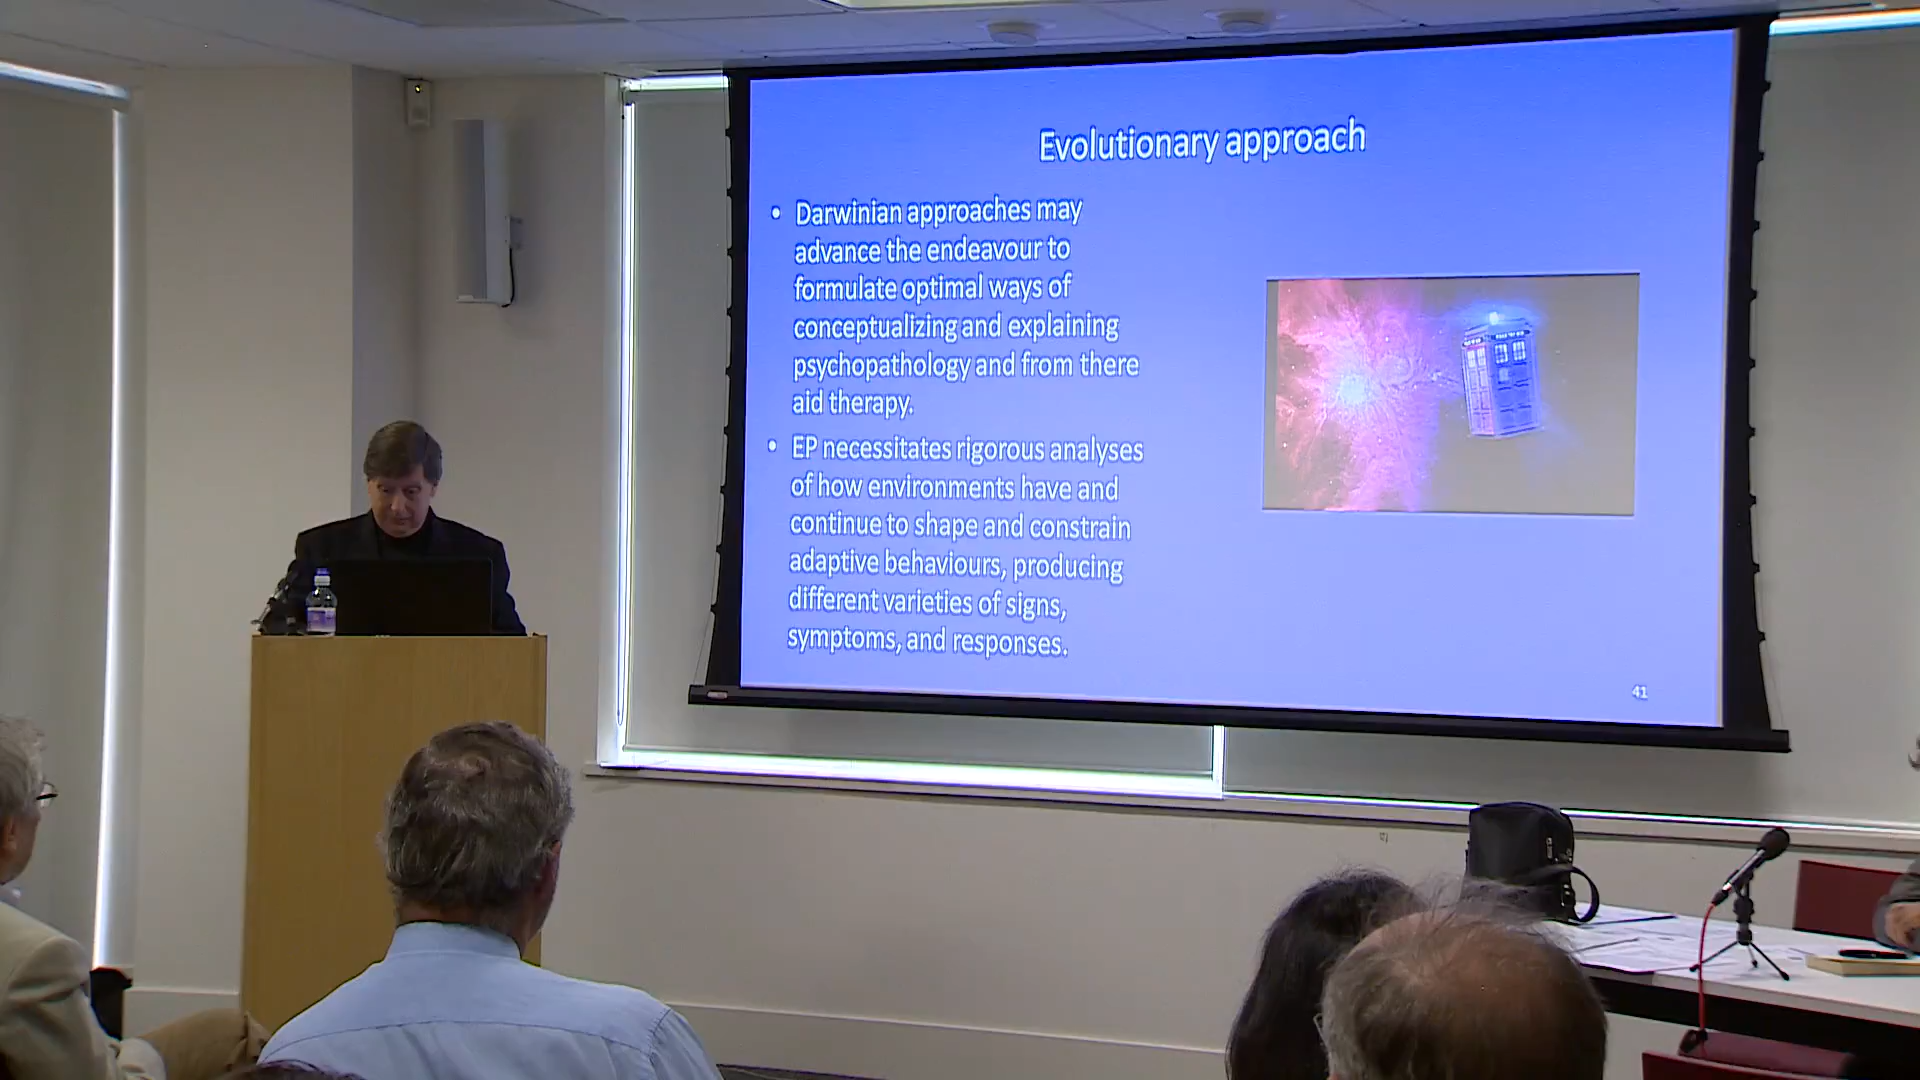 Evolutionary approach
• Darwinian approaches may
advance the endeavour to
formulate optimal ways of
conceptualizing and explaining
psychopathology and from there
aid therapy.
• EP necessitates rigorous analyses
of how environments have and
continue to shape and constrain
adaptive behaviours, producing
different varieties of signs,
symptoms, and responses.
41